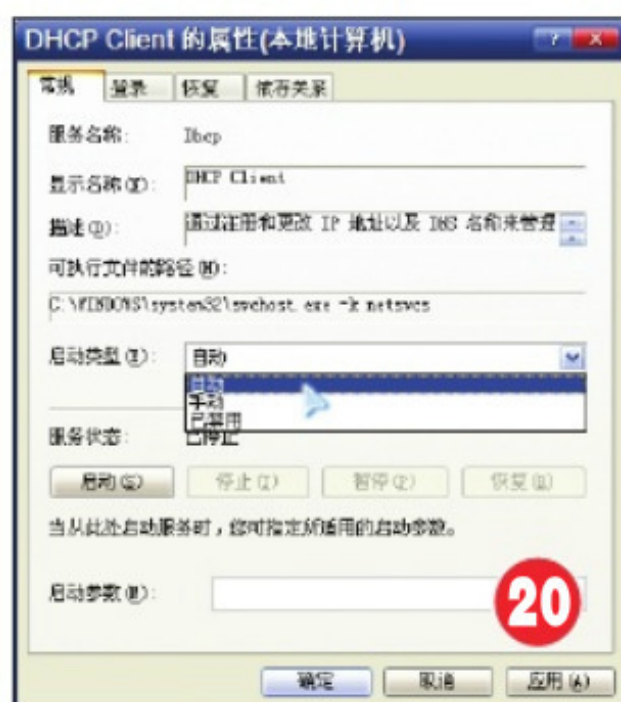 DHCP Client 的属性(本地计算机)
常规 登录 恢复 依存关系
服务名称: Dhcp
显示名称(N): DHCP Client
描述(D): 通过注册和更改 IP 地址以及 DNS 名称来管理
可执行文件的路径(H):
C:\WINDOWS\system32\svchost.exe -k netsvcs
启动类型(E): 自动
自动
手动
已禁用
服务状态: 已停止
启动(S) 停止(T) 暂停(P) 恢复(R)
当从此处启动服务时，您可指定所适用的启动参数。
启动参数(M):
20
确定 取消 应用(A)